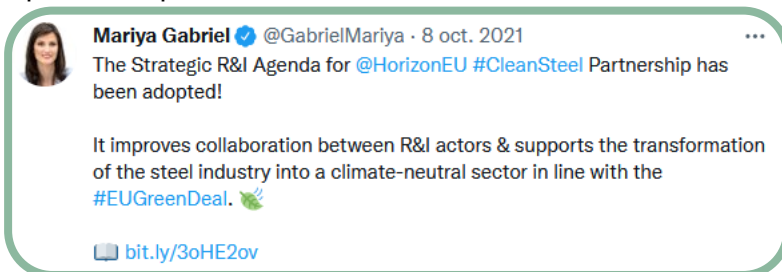 Mariya Gabriel @GabrielMariya · 8 oct. 2021
The Strategic R&I Agenda for @HorizonEU #CleanSteel Partnership has
been adopted!
It improves collaboration between R&I actors & supports the transformation
of the steel industry into a climate-neutral sector in line with the
#EUGreenDeal. 🍃
📖 bit.ly/3oHE2ov